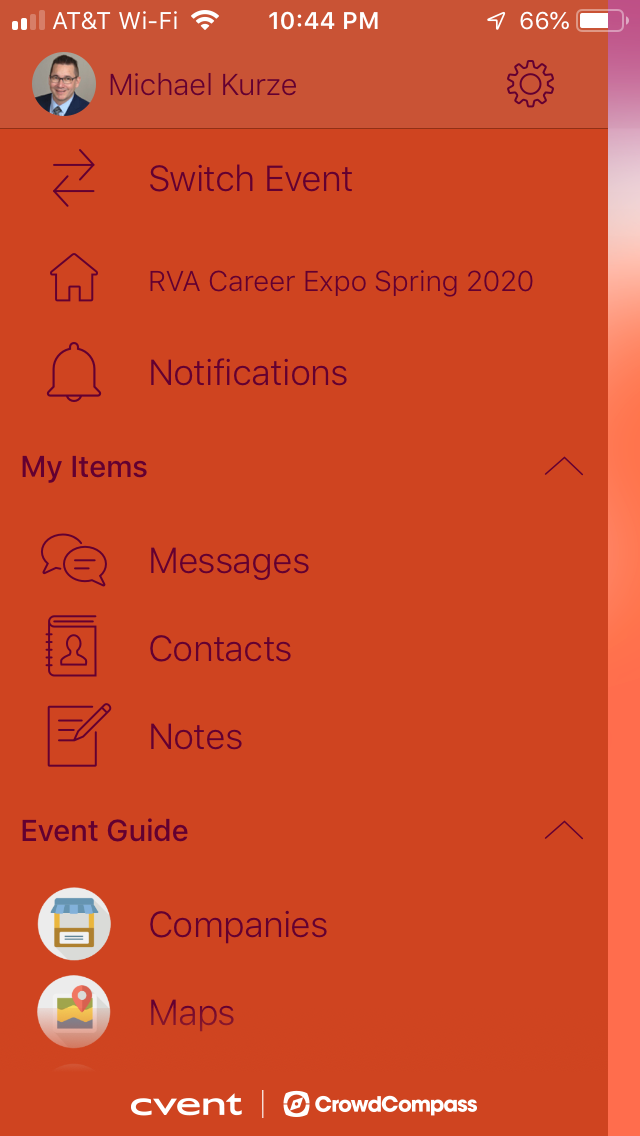 AT&T Wi-Fi 10:44 PM 66%
Michael Kurze
Switch Event
RVA Career Expo Spring 2020
Notifications
My Items
Messages
Contacts
Notes
Event Guide
Companies
Maps
cvent | CrowdCompass